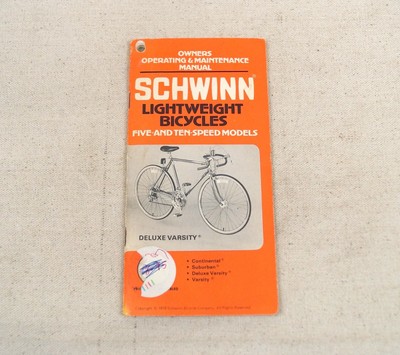 OWNERS
OPERATING & MAINTENANCE
MANUAL
SCHWINN®
LIGHTWEIGHT
BICYCLES
FIVE-AND TEN-SPEED MODELS
DELUXE VARSITY®
• Continental®
• Suburban®
• Deluxe Varsity®
• Varsity®